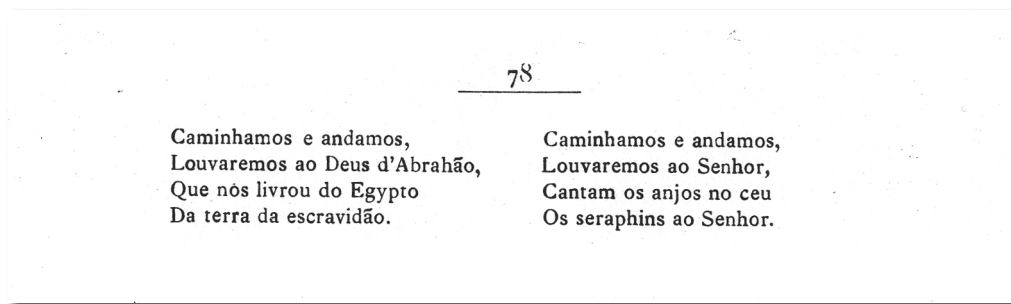 78
Caminhamos e andamos,
Louvaremos ao Deus d'Abrahão,
Que nós livrou do Egypto
Da terra da escravidão.
Caminhamos e andamos,
Louvaremos ao Senhor,
Cantam os anjos no ceu
Os seraphins ao Senhor.